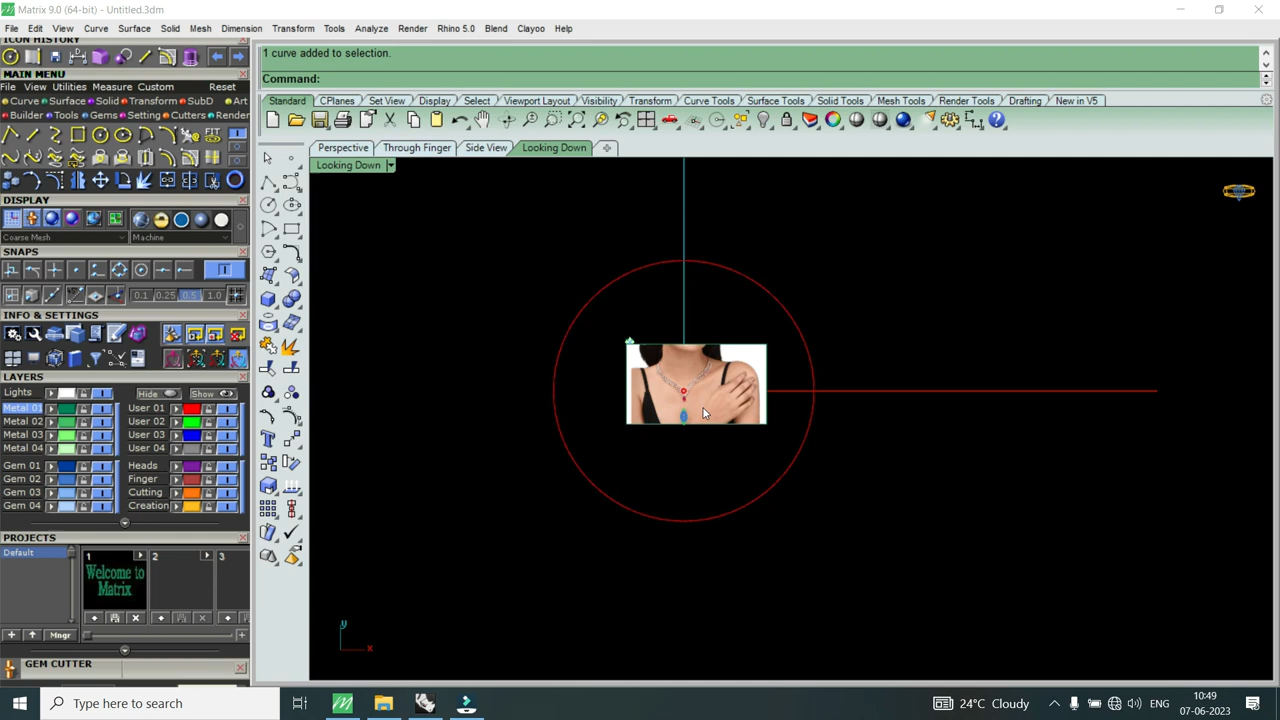 Matrix 9.0 (64-bit) - Untitled.3dm
File Edit View Curve Surface Solid Mesh Dimension Transform Tools Analyze Render Rhino 5.0 Blend Clayoo Help
ICON HISTORY
1 curve added to selection.
Command:
MAIN MENU
File View Utilities Measure Custom Reset
Curve Surface Solid Transform SubD Art
Builder Tools Gems Setting Cutters Render
Standard CPlanes Set View Display Select Viewport Layout Visibility Transform Curve Tools Surface Tools Solid Tools Mesh Tools Render Tools Drafting New in V5
FIT
Perspective Through Finger Side View Looking Down
Looking Down
DISPLAY
Coarse Mesh Machine
SNAPS
0.1 0.25 0.5 1.0
INFO & SETTINGS
LAYERS
Lights Hide Show
Metal 01 User 01
Metal 02 User 02
Metal 03 User 03
Metal 04 User 04
Gem 01 Heads
Gem 02 Finger
Gem 03 Cutting
Gem 04 Creation
PROJECTS
Default 1 2 3
Welcome to
Matrix
Mngr
GEM CUTTER
y
x
Type here to search
24°C Cloudy
ENG
10:49
07-06-2023